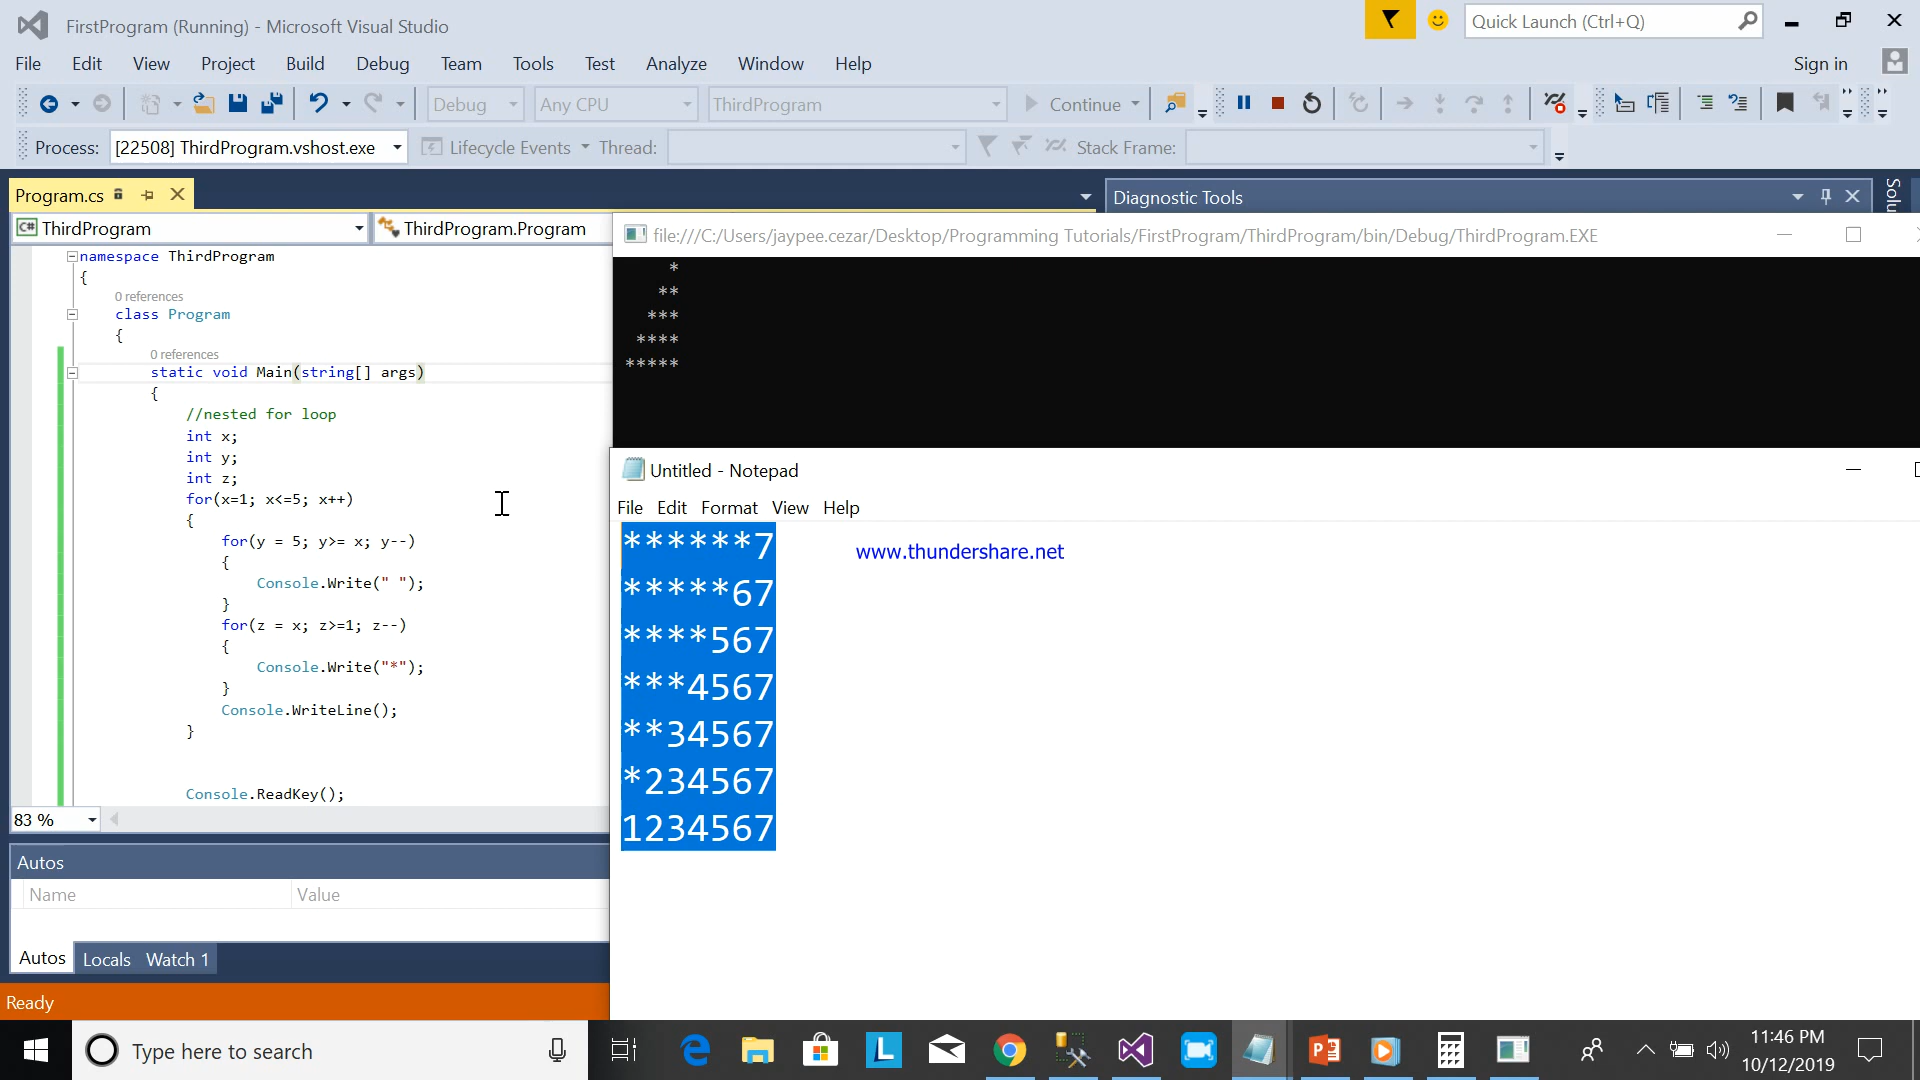 FirstProgram (Running) - Microsoft Visual Studio
Quick Launch (Ctrl+Q)
File Edit View Project Build Debug Team Tools Test Analyze Window Help
Sign in
Debug Any CPU ThirdProgram Continue
Process: [22508] ThirdProgram.vshost.exe Lifecycle Events Thread: Stack Frame:
Program.cs
Diagnostic Tools
Solu
ThirdProgram ThirdProgram.Program
namespace ThirdProgram
{
0 references
class Program
{
0 references
static void Main(string[] args)
{
//nested for loop
int x;
int y;
int z;
for(x=1; x<=5; x++)
{
for(y = 5; y>= x; y--)
{
Console.Write(" ");
}
for(z = x; z>=1; z--)
{
Console.Write("*");
}
Console.WriteLine();
}
Console.ReadKey();
83 %
Autos
Name Value
Autos Locals Watch 1
Ready
file:///C:/Users/jaypee.cezar/Desktop/Programming Tutorials/FirstProgram/ThirdProgram/bin/Debug/ThirdProgram.EXE
*
**
***
****
*****
Untitled - Notepad
File Edit Format View Help
******7
*****67
****567
***4567
**34567
*234567
1234567
www.thundershare.net
Type here to search
11:46 PM
10/12/2019